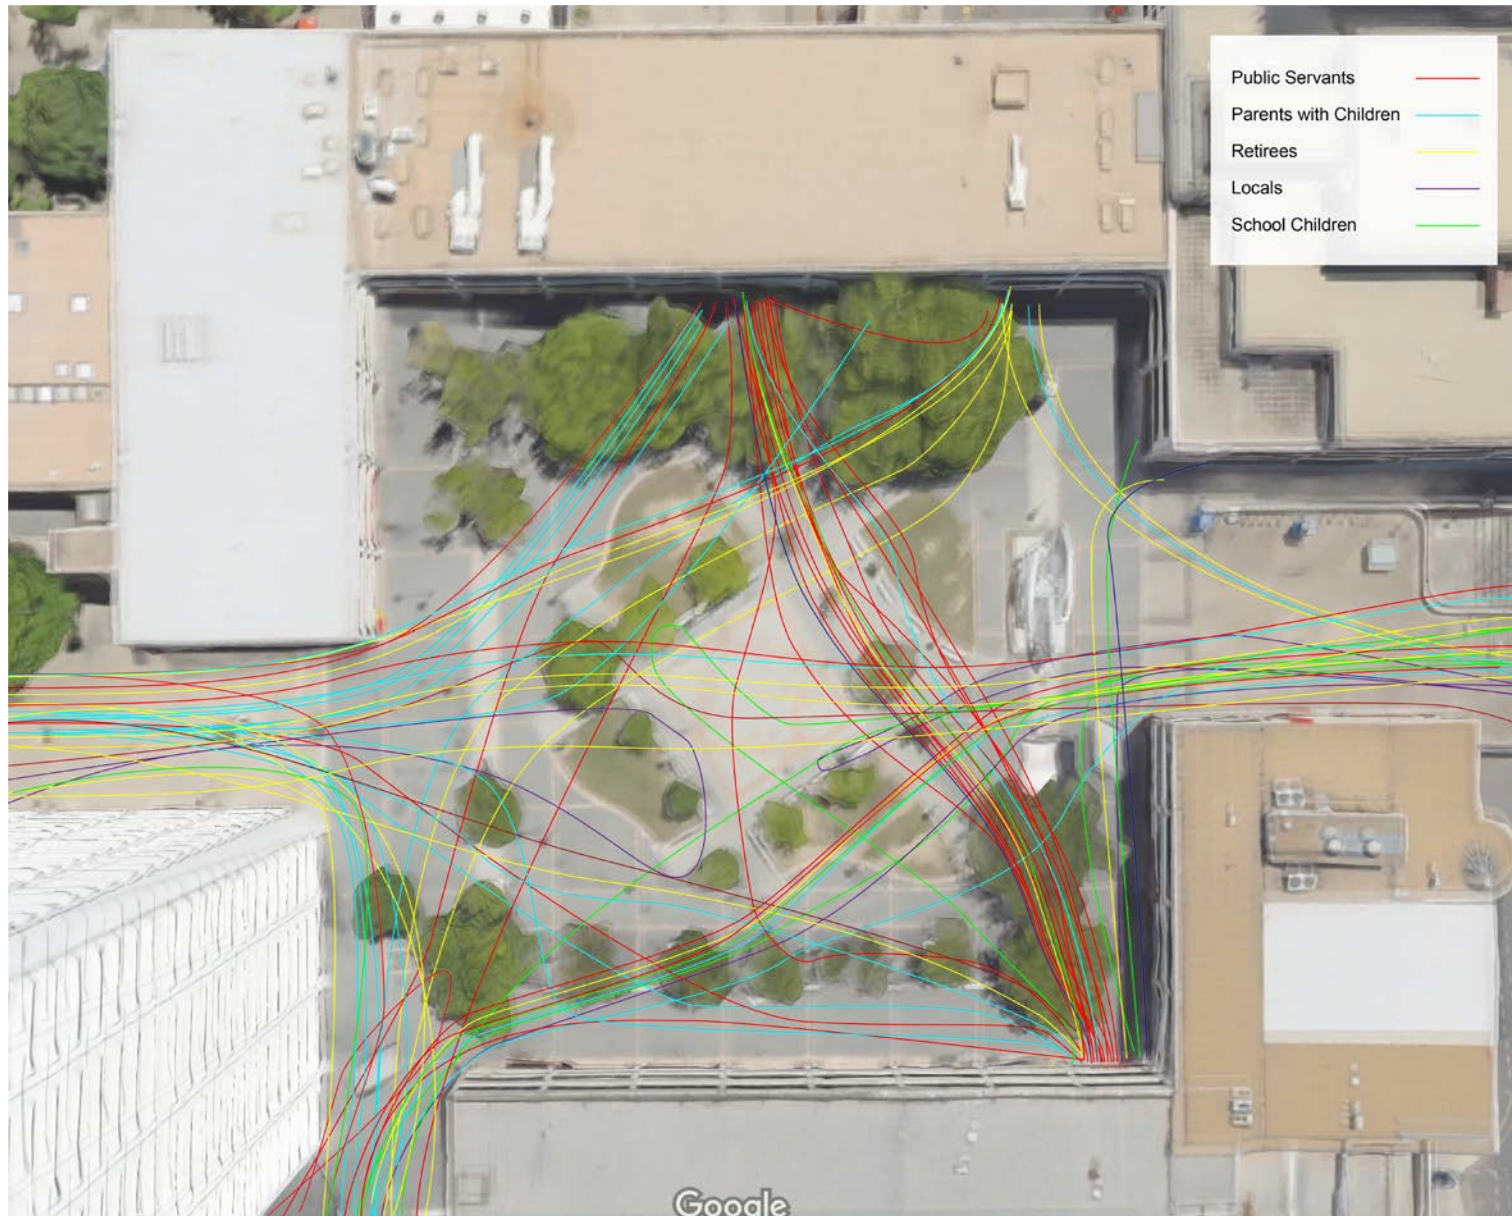 Public Servants
Parents with Children
Retirees
Locals
School Children
Google